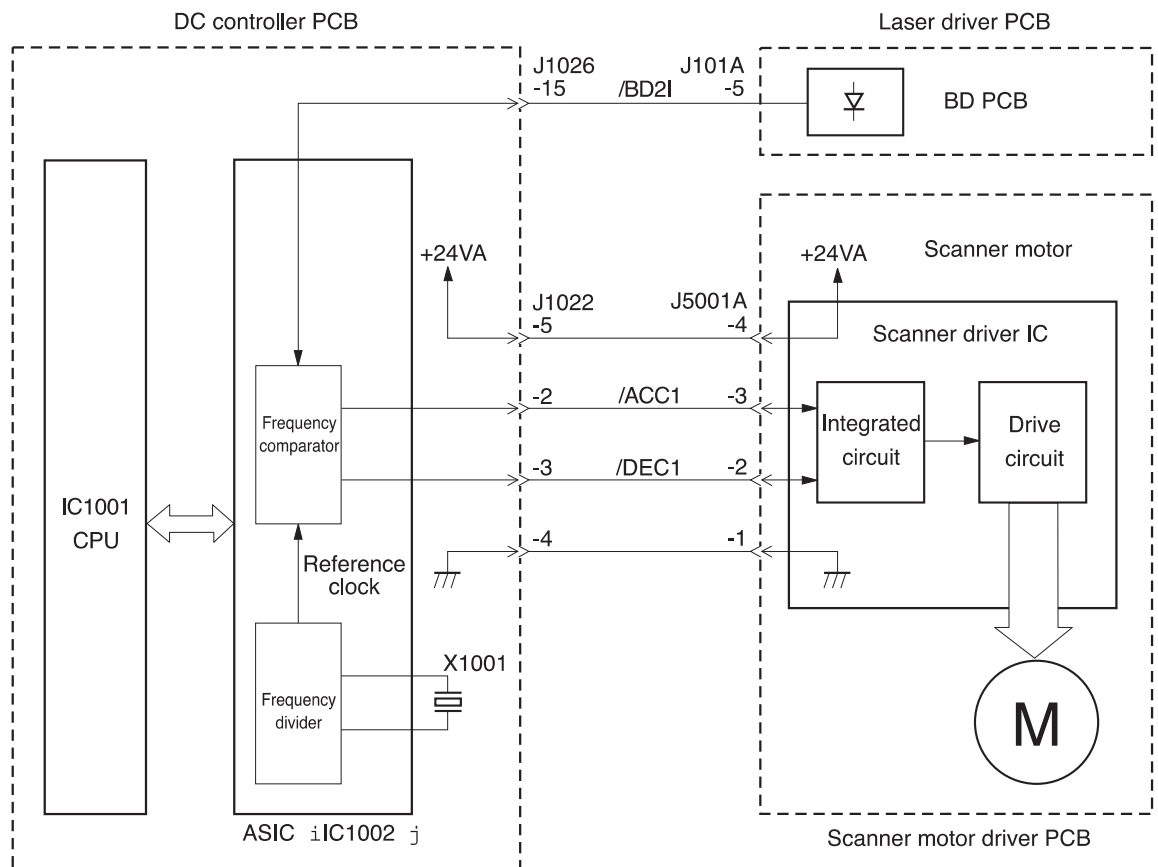 DC controller PCB
Laser driver PCB
J1026
J101A
-15
/BD2I
-5
BD PCB
+24VA
+24VA
Scanner motor
J1022
J5001A
-5
-4
Scanner driver IC
-2
/ACC1
-3
Frequency
comparator
Integrated
circuit
Drive
circuit
-3
/DEC1
-2
IC1001
CPU
-4
-1
Reference
clock
X1001
Frequency
divider
M
ASIC iIC1002 j
Scanner motor driver PCB